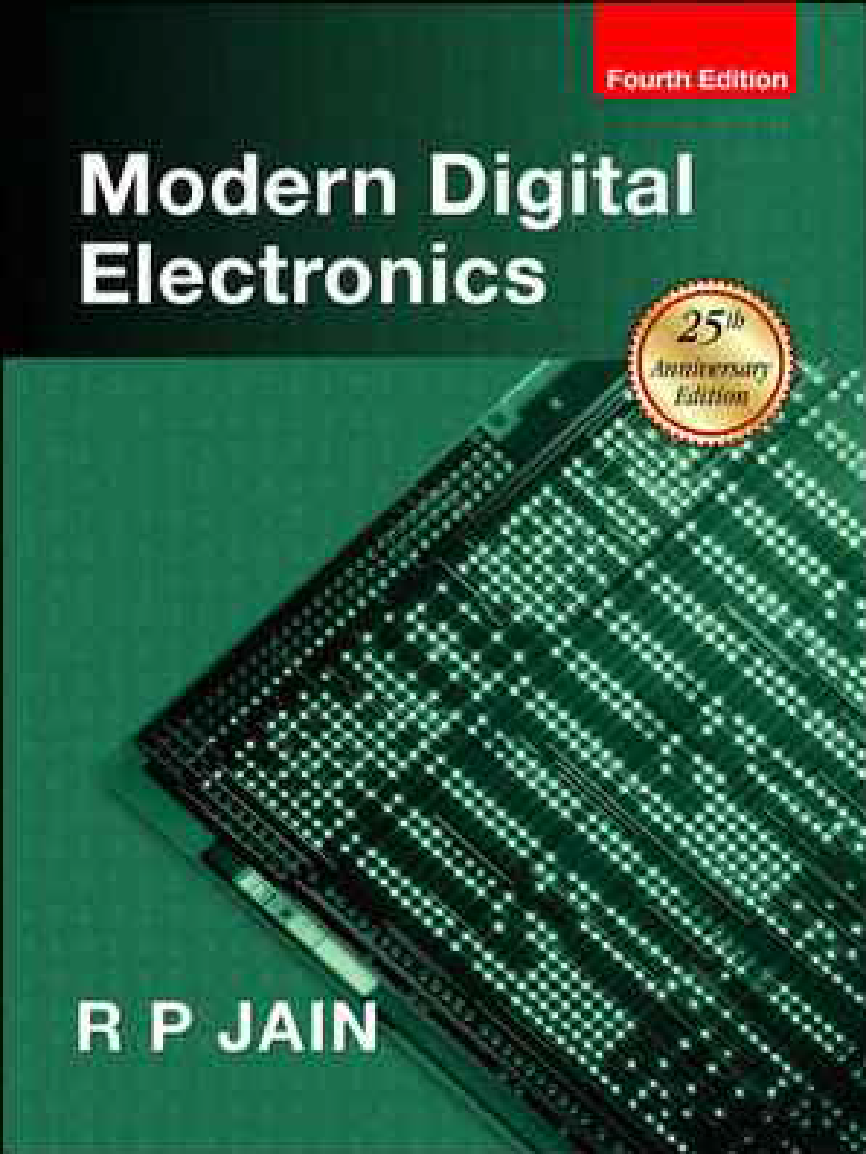 Fourth Edition
Modern Digital
Electronics
25th
Anniversary
Edition
R P JAIN